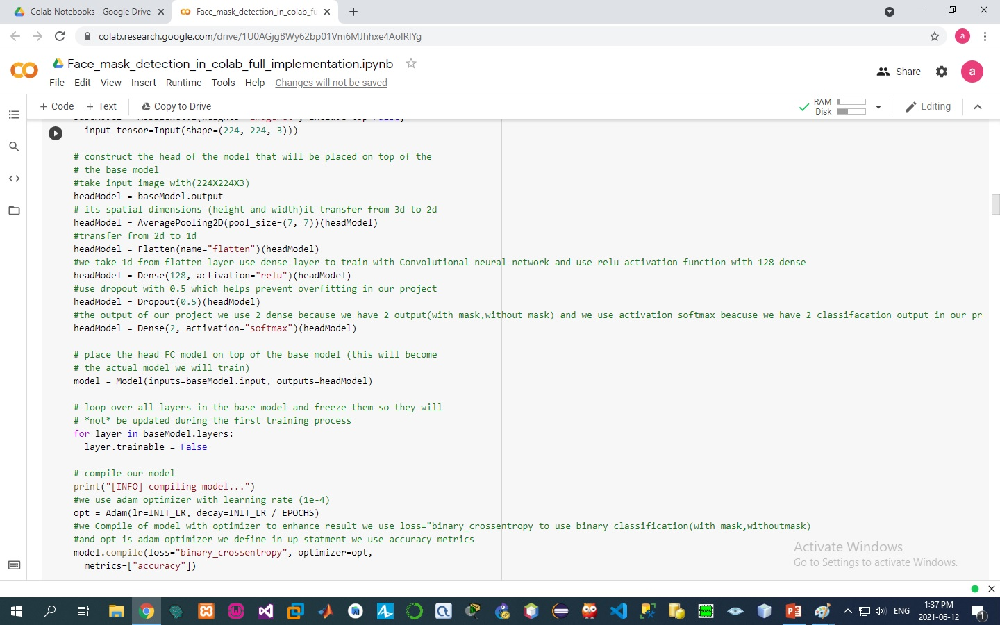 Colab Notebooks - Google Drive
Face_mask_detection_in_colab_fu
colab.research.google.com/drive/1U0AGjgBWy62bp01Vm6MJhhxe4AolRlYg
a
Face_mask_detection_in_colab_full_implementation.ipynb
Share
a
File Edit View Insert Runtime Tools Help Changes will not be saved
+ Code + Text Copy to Drive
RAM
Disk
Editing
input_tensor=Input(shape=(224, 224, 3)))
# construct the head of the model that will be placed on top of the
# the base model
#take input image with(224X224X3)
headModel = baseModel.output
# its spatial dimensions (height and width)it transfer from 3d to 2d
headModel = AveragePooling2D(pool_size=(7, 7))(headModel)
#transfer from 2d to 1d
headModel = Flatten(name="flatten")(headModel)
#we take 1d from flatten layer use dense layer to train with Convolutional neural network and use relu activation function with 128 dense
headModel = Dense(128, activation="relu")(headModel)
#use dropout with 0.5 which helps prevent overfitting in our project
headModel = Dropout(0.5)(headModel)
#the output of our project we use 2 dense because we have 2 output(with mask,without mask) and we use activation softmax beacuse we have 2 classifacation output in our pr
headModel = Dense(2, activation="softmax")(headModel)
# place the head FC model on top of the base model (this will become
# the actual model we will train)
model = Model(inputs=baseModel.input, outputs=headModel)
# loop over all layers in the base model and freeze them so they will
# *not* be updated during the first training process
for layer in baseModel.layers:
layer.trainable = False
# compile our model
print("[INFO] compiling model...")
#we use adam optimizer with learning rate (1e-4)
opt = Adam(lr=INIT_LR, decay=INIT_LR / EPOCHS)
#we Compile of model with optimizer to enhance result we use loss="binary_crossentropy to use binary classification(with mask,withoutmask)
#and opt is adam optimizer we define in up statment we use accuracy metrics
model.compile(loss="binary_crossentropy", optimizer=opt,
metrics=["accuracy"])
Activate Windows
Go to Settings to activate Windows.
ENG
1:37 PM
2021-06-12
1